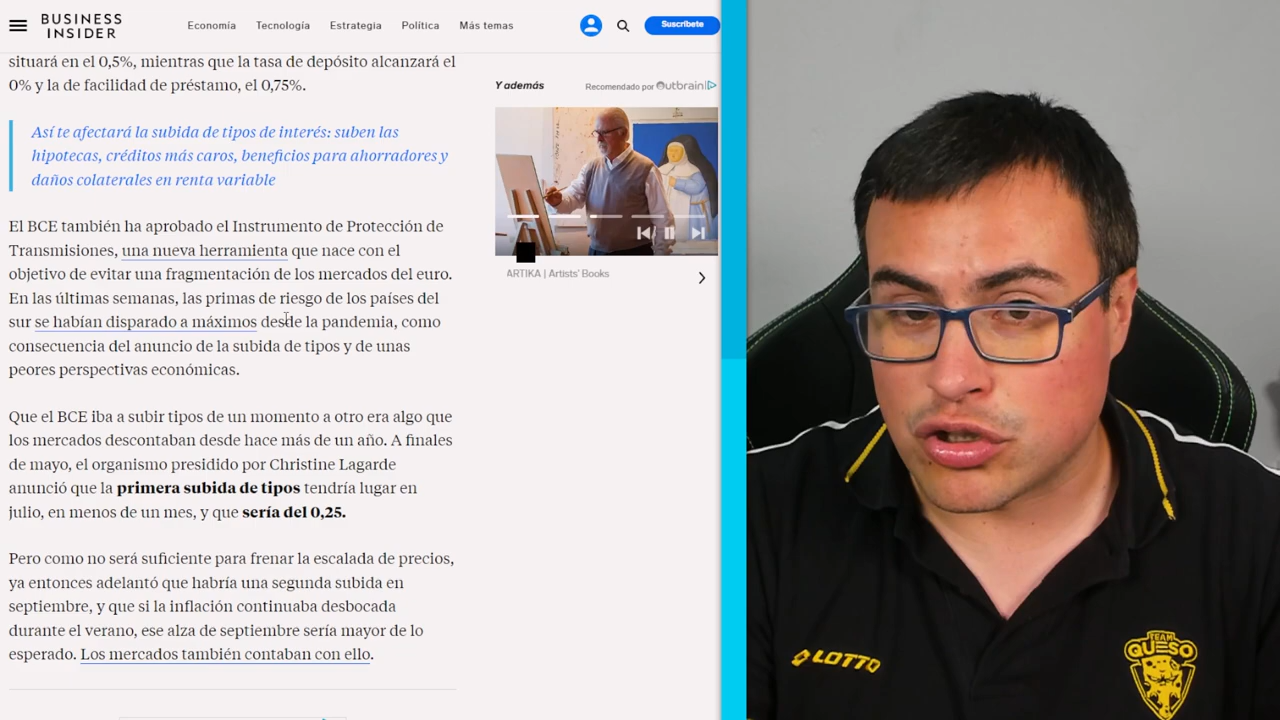 BUSINESS
INSIDER
Economía
Tecnología
Estrategia
Política
Más temas
Suscríbete
situará en el 0,5%, mientras que la tasa de depósito alcanzará el
0% y la de facilidad de préstamo, el 0,75%.
Así te afectará la subida de tipos de interés: suben las
hipotecas, créditos más caros, beneficios para ahorradores y
daños colaterales en renta variable
El BCE también ha aprobado el Instrumento de Protección de
Transmisiones, una nueva herramienta que nace con el
objetivo de evitar una fragmentación de los mercados del euro.
En las últimas semanas, las primas de riesgo de los países del
sur se habían disparado a máximos desde la pandemia, como
consecuencia del anuncio de la subida de tipos y de unas
peores perspectivas económicas.
Que el BCE iba a subir tipos de un momento a otro era algo que
los mercados descontaban desde hace más de un año. A finales
de mayo, el organismo presidido por Christine Lagarde
anunció que la primera subida de tipos tendría lugar en
julio, en menos de un mes, y que sería del 0,25.
Pero como no será suficiente para frenar la escalada de precios,
ya entonces adelantó que habría una segunda subida en
septiembre, y que si la inflación continuaba desbocada
durante el verano, ese alza de septiembre sería mayor de lo
esperado. Los mercados también contaban con ello.
Y además
Recomendado por Outbrain
ARTIKA | Artists' Books
LOTTO
TEAM
QUESO